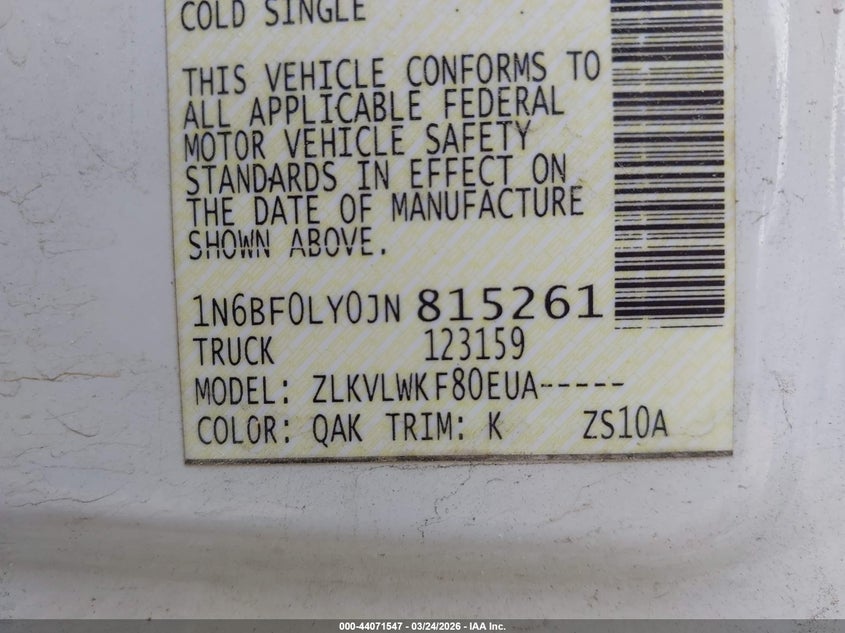 COLD SINGLE
THIS VEHICLE CONFORMS TO
ALL APPLICABLE FEDERAL
MOTOR VEHICLE SAFETY
STANDARDS IN EFFECT ON
THE DATE OF MANUFACTURE
SHOWN ABOVE.
1N6BF0LY0JN 815261
TRUCK 123159
MODEL: ZLKVLWKF80EUA-----
COLOR: QAK TRIM: K ZS10A
000-44071547 - 03/24/2026 - IAA Inc.